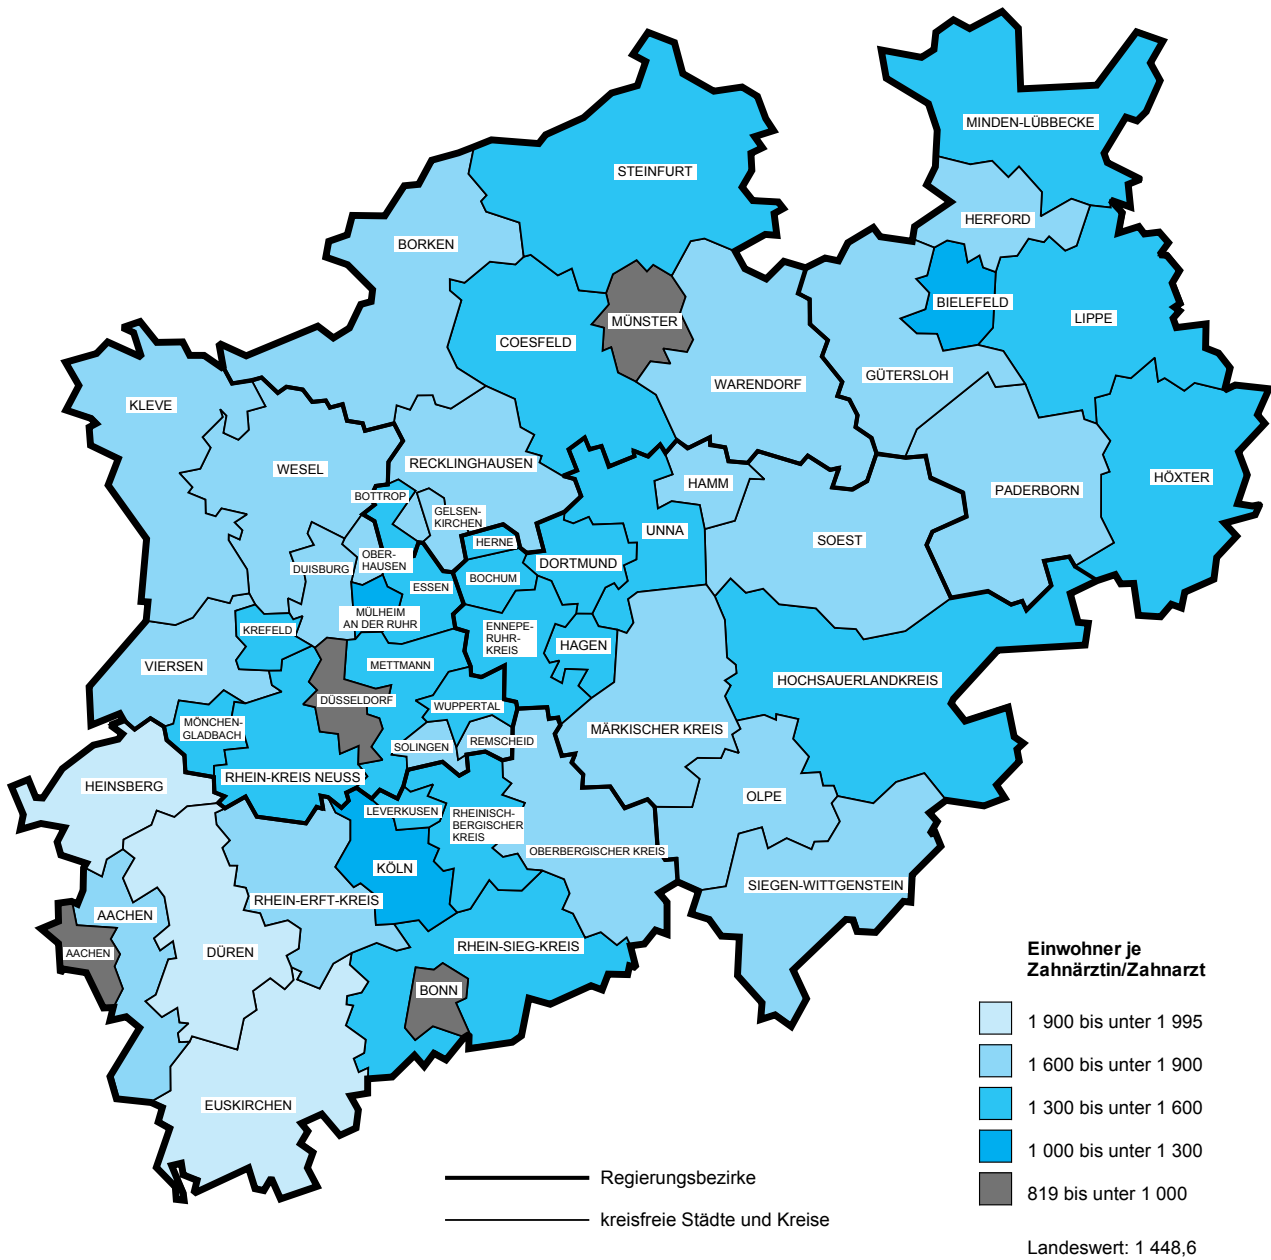 MINDEN-LÜBBECKE
STEINFURT
HERFORD
BORKEN
BIELEFELD
MÜNSTER
LIPPE
COESFELD
GÜTERSLOH
WARENDORF
KLEVE
RECKLINGHAUSEN
WESEL
HÖXTER
HAMM
PADERBORN
BOTTROP
GELSEN-
KIRCHEN
UNNA
SOEST
HERNE
OBER-
HAUSEN
DORTMUND
DUISBURG
BOCHUM
ESSEN
MÜLHEIM
AN DER RUHR
KREFELD
ENNEPE-
RUHR-
KREIS
HAGEN
VIERSEN
METTMANN
HOCHSAUERLANDKREIS
DÜSSELDORF
WUPPERTAL
MÖNCHEN-
GLADBACH
MÄRKISCHER KREIS
REMSCHEID
SOLINGEN
RHEIN-KREIS NEUSS
HEINSBERG
OLPE
LEVERKUSEN
RHEINISCH-
BERGISCHER
KREIS
OBERBERGISCHER KREIS
KÖLN
SIEGEN-WITTGENSTEIN
RHEIN-ERFT-KREIS
AACHEN
RHEIN-SIEG-KREIS
AACHEN
DÜREN
BONN
EUSKIRCHEN
Einwohner je
Zahnärztin/Zahnarzt
1 900 bis unter 1 995
1 600 bis unter 1 900
1 300 bis unter 1 600
1 000 bis unter 1 300
819 bis unter 1 000
Landeswert: 1 448,6
Regierungsbezirke
kreisfreie Städte und Kreise